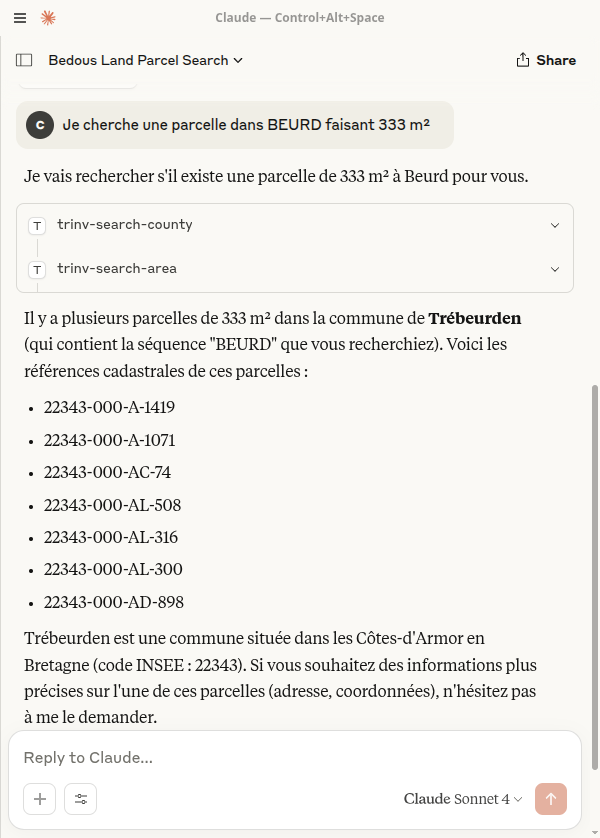 Claude — Control+Alt+Space
Bedous Land Parcel Search
Share
C
Je cherche une parcelle dans BEURD faisant 333 m²
Je vais rechercher s'il existe une parcelle de 333 m² à Beurd pour vous.
T
trinv-search-county
T
trinv-search-area
Il y a plusieurs parcelles de 333 m² dans la commune de Trébeurden
(qui contient la séquence "BEURD" que vous recherchiez). Voici les
références cadastrales de ces parcelles :
• 22343-000-A-1419
• 22343-000-A-1071
• 22343-000-AC-74
• 22343-000-AL-508
• 22343-000-AL-316
• 22343-000-AL-300
• 22343-000-AD-898
Trébeurden est une commune située dans les Côtes-d'Armor en
Bretagne (code INSEE : 22343). Si vous souhaitez des informations plus
précises sur l'une de ces parcelles (adresse, coordonnées), n'hésitez pas
à me le demander.
Reply to Claude...
Claude Sonnet 4